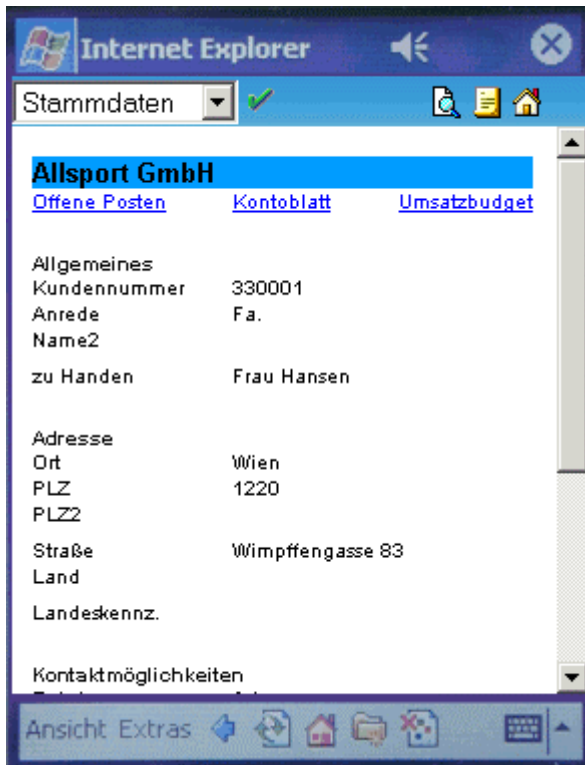 Internet Explorer
Stammdaten
Allsport GmbH
Offene Posten Kontoblatt Umsatzbudget
Allgemeines
Kundennummer 330001
Anrede Fa.
Name2
zu Handen Frau Hansen
Adresse
Ort Wien
PLZ 1220
PLZ2
Straße Wimpffengasse 83
Land
Landeskennz.
Kontaktmöglichkeiten
Ansicht Extras